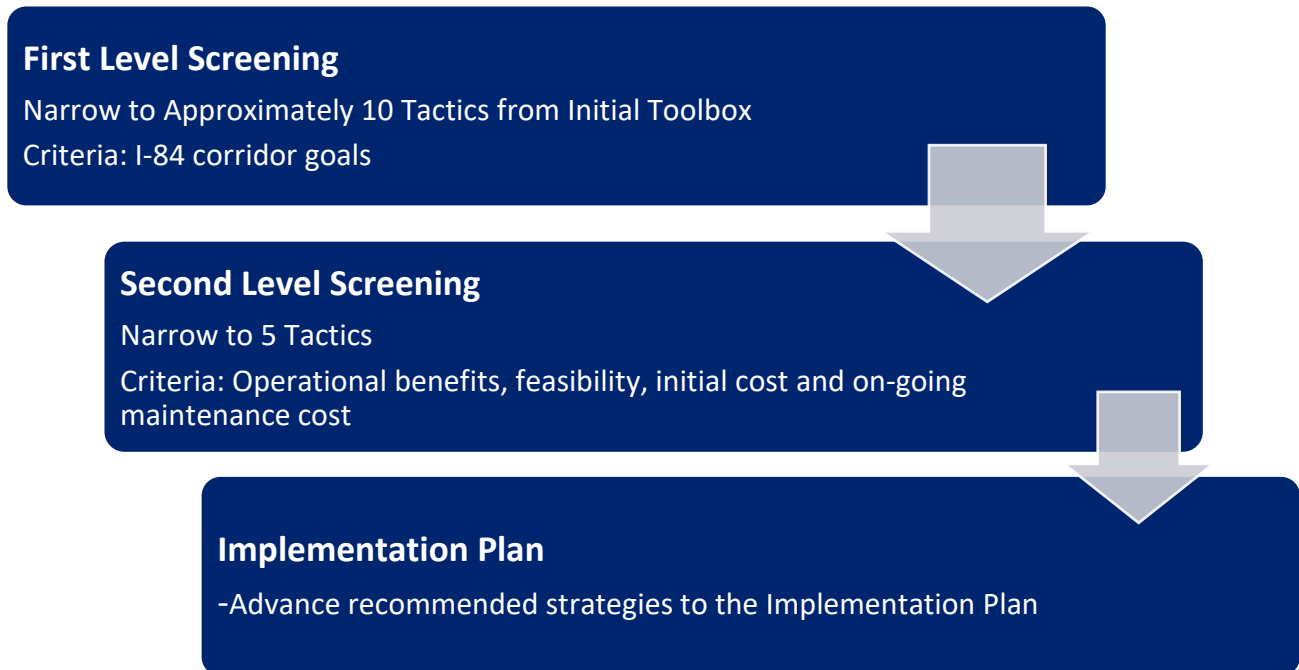 First Level Screening
Narrow to Approximately 10 Tactics from Initial Toolbox
Criteria: I-84 corridor goals
Second Level Screening
Narrow to 5 Tactics
Criteria: Operational benefits, feasibility, initial cost and on-going
maintenance cost
Implementation Plan
-Advance recommended strategies to the Implementation Plan